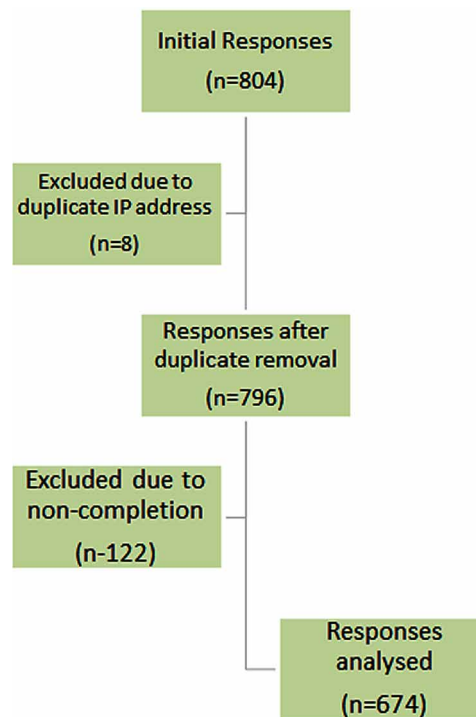 Initial Responses
(n=804)
Excluded due to
duplicate IP address
(n=8)
Responses after
duplicate removal
(n=796)
Excluded due to
non-completion
(n-122)
Responses
analysed
(n=674)